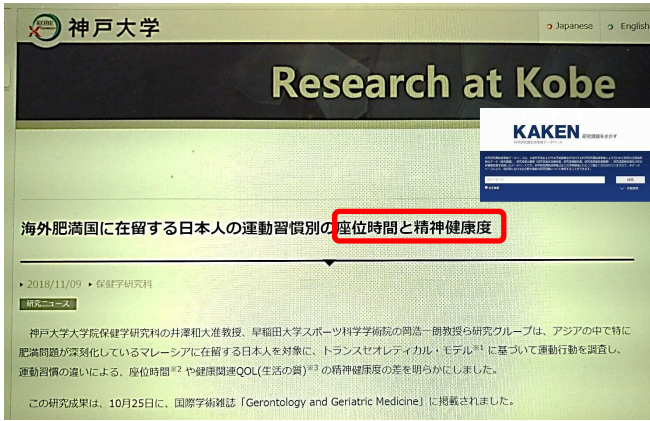 神戸大学
Japanese
English
Research at Kobe
KAKEN 研究課題をさがす
検索
海外肥満国に在留する日本人の運動習慣別の座位時間と精神健康度
2018/11/09 保健学研究科
研究ニュース
神戸大学大学院保健学研究科の井澤和大准教授、早稲田大学スポーツ科学学術院の岡浩一朗教授ら研究グループは、アジアの中で特に
肥満問題が深刻化しているマレーシアに在留する日本人を対象に、トランスセオレティカル・モデル※1 に基づいて運動行動を調査し、
運動習慣の違いによる、座位時間※2 や健康関連QOL(生活の質)※3 の精神健康度の差を明らかにしました。
この研究成果は、10月25日に、国際学術雑誌「Gerontology and Geriatric Medicine」に掲載されました。